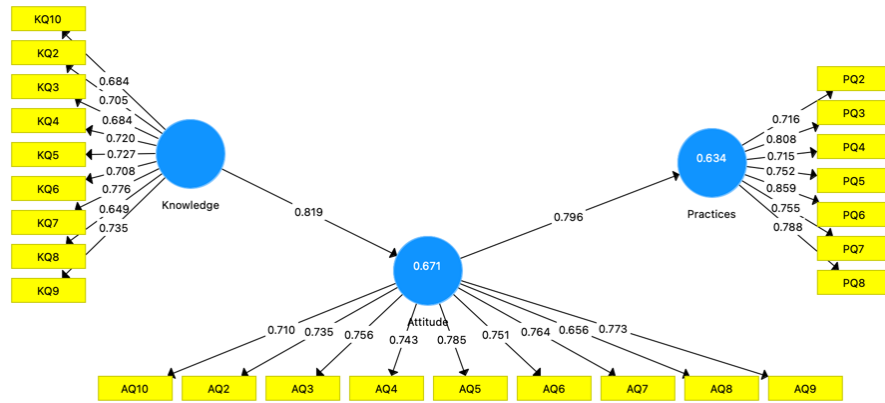 KQ10
KQ2
KQ3
KQ4
KQ5
KQ6
KQ7
KQ8
KQ9
0.684
0.705
0.684
0.720
0.727
0.708
0.776
0.649
0.735
Knowledge
0.819
0.671
Attitude
0.796
0.634
Practices
0.716
0.808
0.715
0.752
0.859
0.755
0.788
PQ2
PQ3
PQ4
PQ5
PQ6
PQ7
PQ8
0.710
0.735
0.756
0.743
0.785
0.751
0.764
0.656
0.773
AQ10
AQ2
AQ3
AQ4
AQ5
AQ6
AQ7
AQ8
AQ9